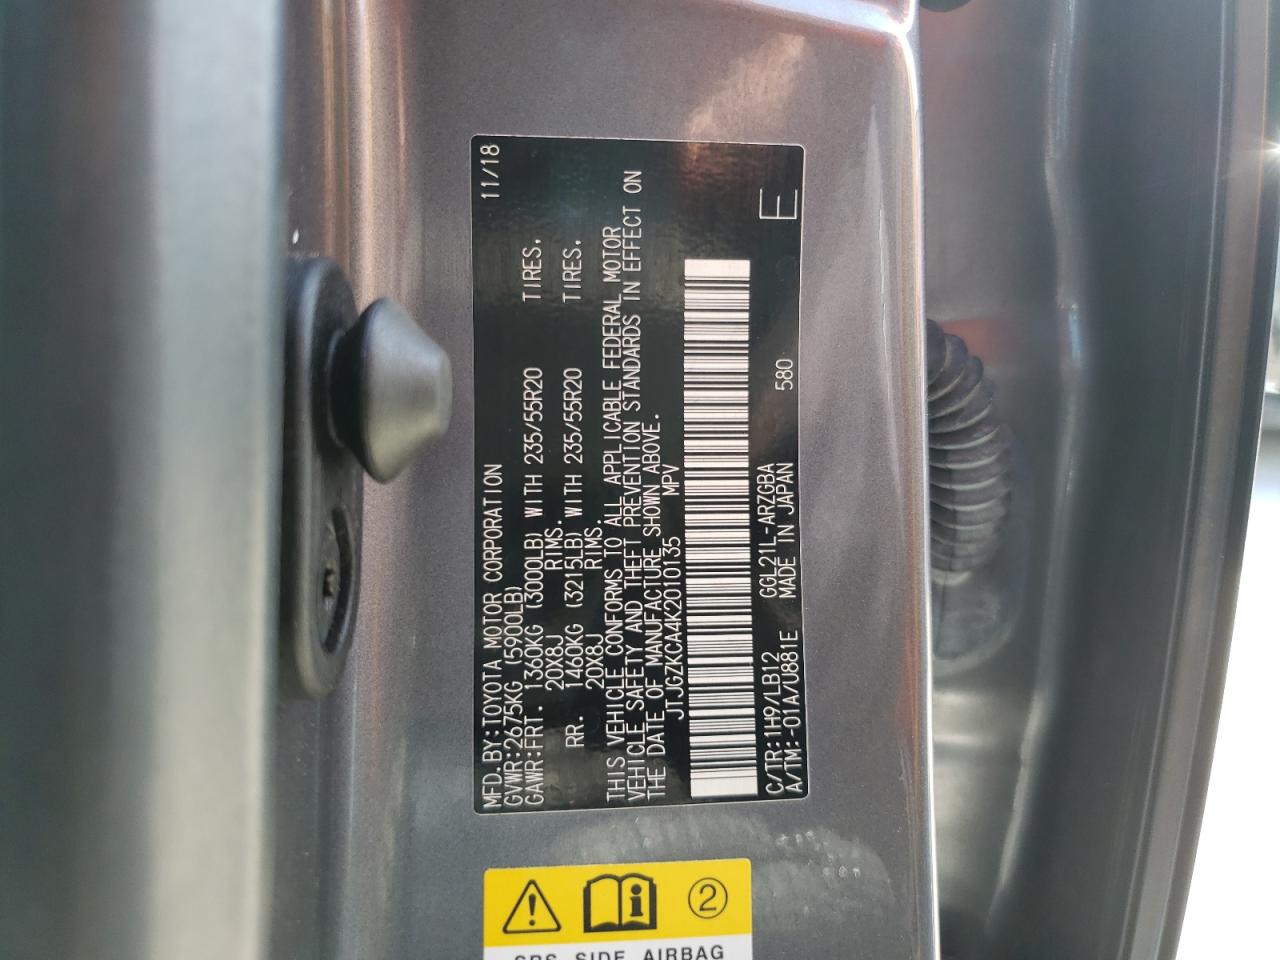 MFD.BY:TOYOTA MOTOR CORPORATION 11/18
GVWR:2675KG (5900LB)
GAWR:FRT. 1360KG (3000LB) WITH 235/55R20 TIRES.
20X8J RIMS.
RR. 1460KG (3215LB) WITH 235/55R20 TIRES.
20X8J RIMS.
THIS VEHICLE CONFORMS TO ALL APPLICABLE FEDERAL MOTOR
VEHICLE SAFETY AND THEFT PREVENTION STANDARDS IN EFFECT ON
THE DATE OF MANUFACTURE SHOWN ABOVE.
JTJGZKCA4K2010135 MPV
C/TR:1H9/LB12 GGL21L-ARZGBA
A/TM:-01A/U881E MADE IN JAPAN 580 E
2
SRS SIDE AIRBAG